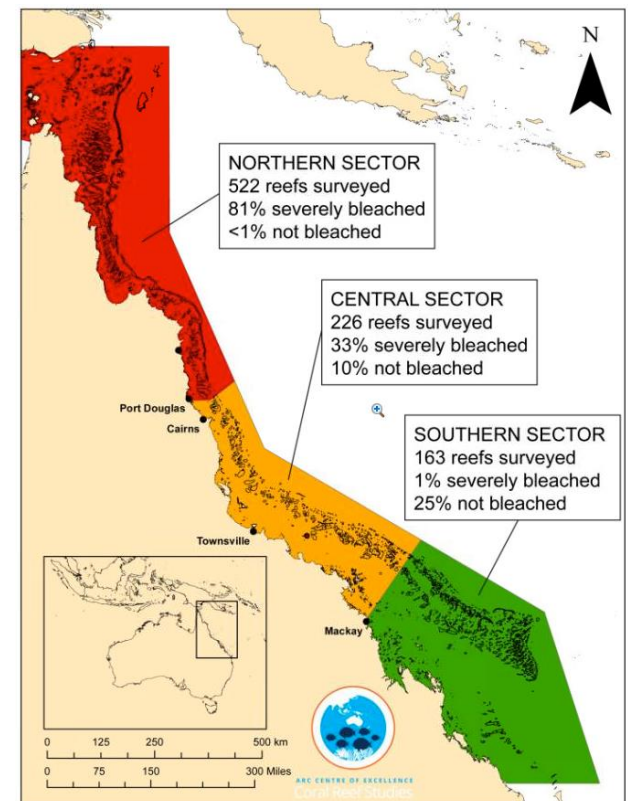 N
NORTHERN SECTOR
522 reefs surveyed
81% severely bleached
<1% not bleached
CENTRAL SECTOR
226 reefs surveyed
33% severely bleached
10% not bleached
Port Douglas
Cairns
SOUTHERN SECTOR
163 reefs surveyed
1% severely bleached
25% not bleached
Townsville
Mackay
0 125 250 500 km
0 75 150 300 Miles
ARC CENTRE OF EXCELLENCE
Coral Reef Studies